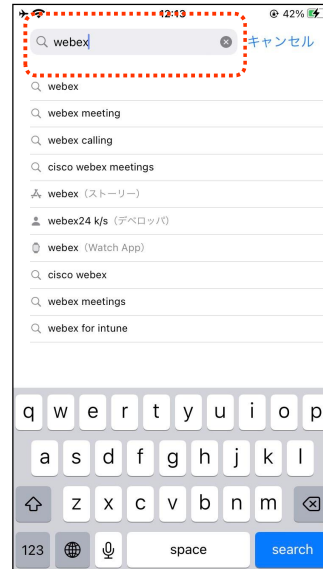 12:13 42%
webex キャンセル
webex
webex meeting
webex calling
cisco webex meetings
webex（ストーリー）
webex24 k/s（デベロッパ）
webex（Watch App）
cisco webex
webex meetings
webex for intune
q w e r t y u i o p
a s d f g h j k l
z x c v b n m
123 space search